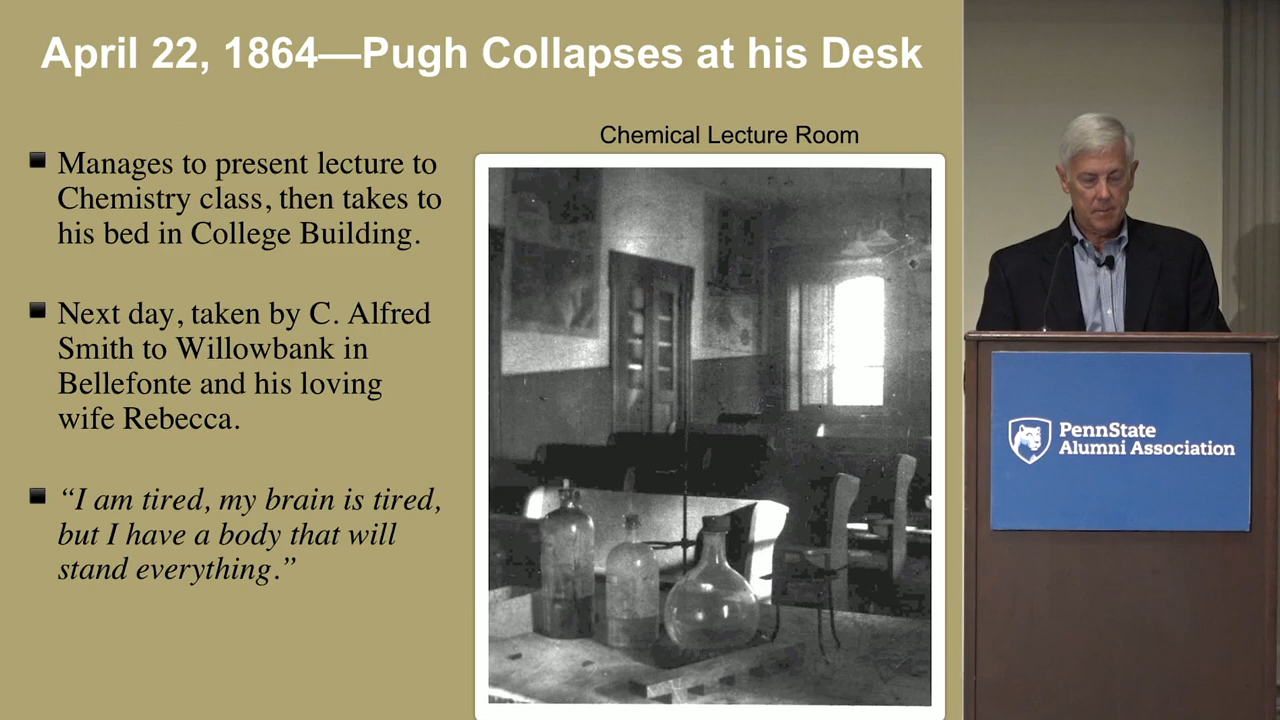 April 22, 1864—Pugh Collapses at his Desk
Chemical Lecture Room
Manages to present lecture to
Chemistry class, then takes to
his bed in College Building.
Next day, taken by C. Alfred
Smith to Willowbank in
Bellefonte and his loving
wife Rebecca.
“I am tired, my brain is tired,
but I have a body that will
stand everything.”
PennState
Alumni Association